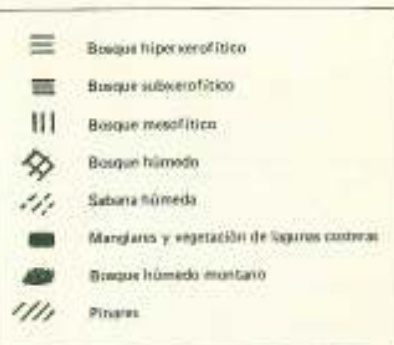 Bosque hiperxerofítico
Bosque subxerofítico
Bosque mesofítico
Bosque húmedo
Sabana húmeda
Manglares y vegetación de lagunas costeras
Bosque húmedo montano
Pinares